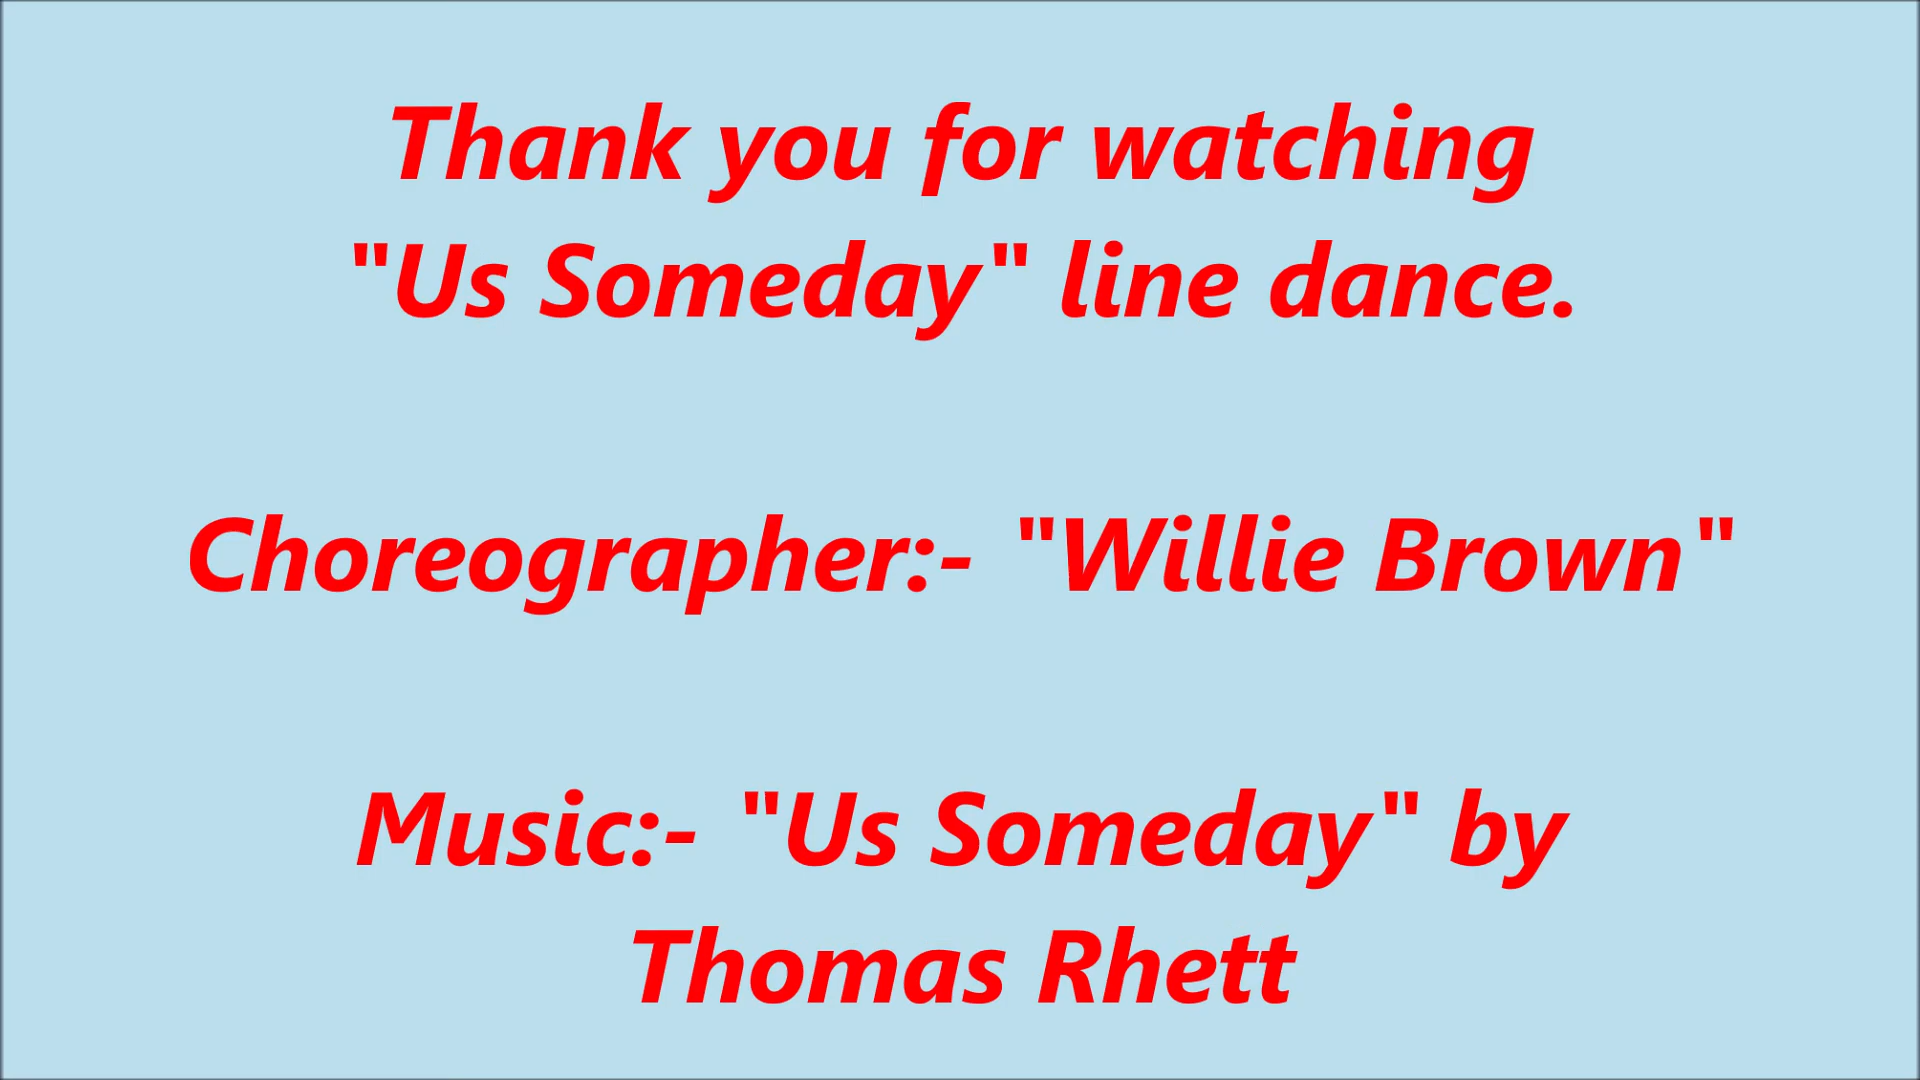 Thank you for watching
"Us Someday" line dance.
Choreographer:- "Willie Brown"
Music:- "Us Someday" by
Thomas Rhett